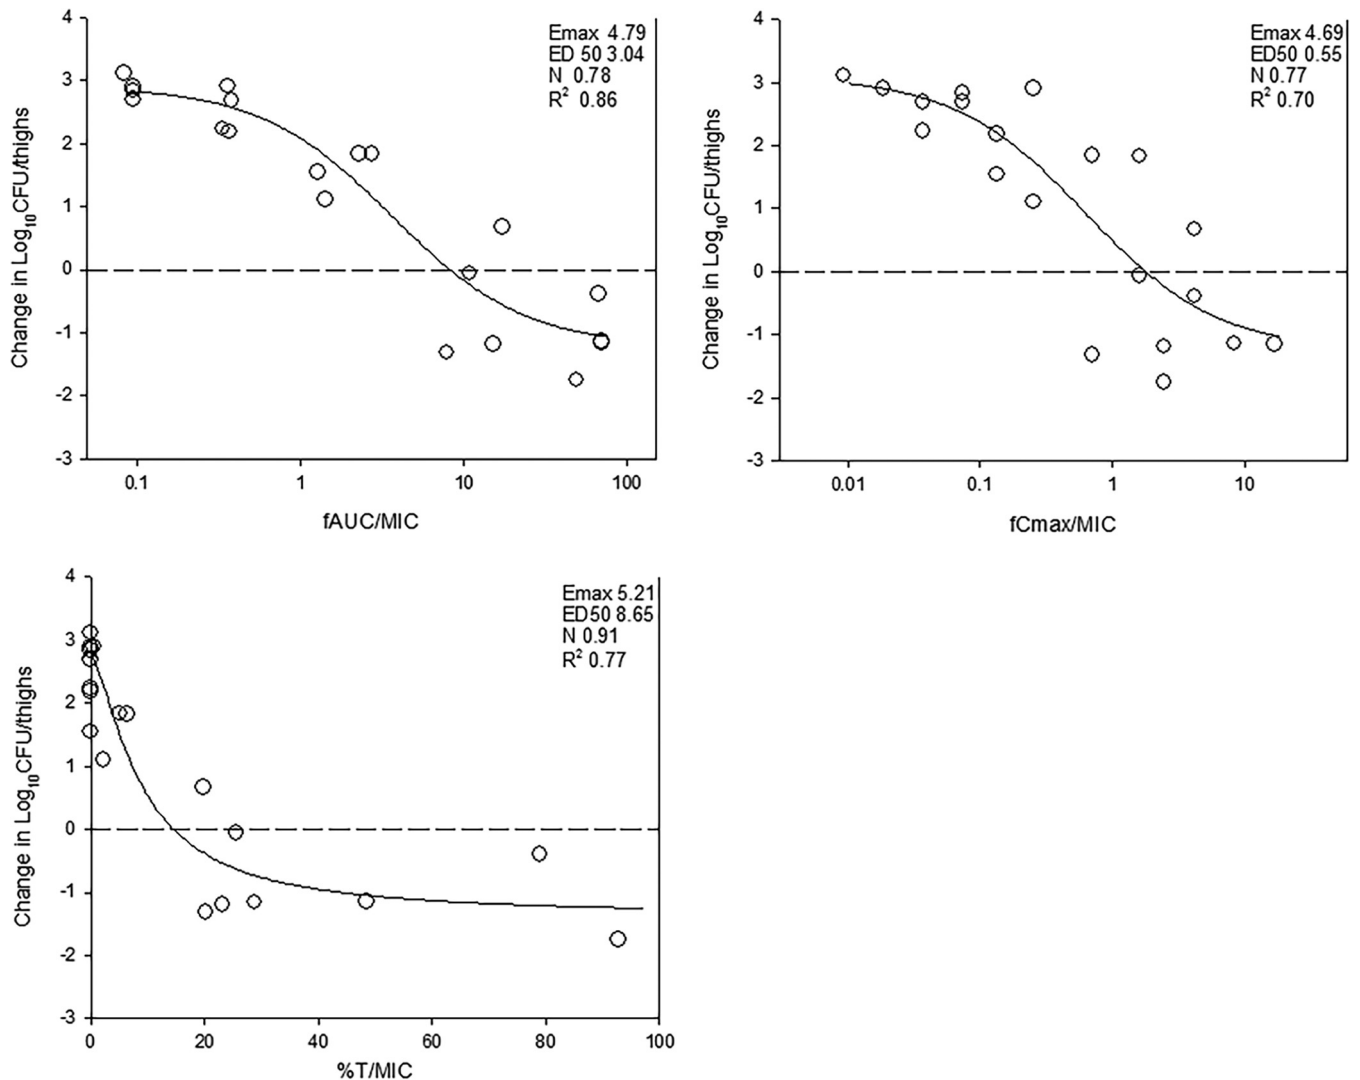 Emax 4.79
ED 50 3.04
N 0.78
R² 0.86
4
3
2
1
0
-1
-2
-3
Change in Log₁₀CFU/thighs
0.1 1 10 100
fAUC/MIC
Emax 4.69
ED50 0.55
N 0.77
R² 0.70
4
3
2
1
0
-1
-2
-3
Change in Log₁₀CFU/thighs
0.01 0.1 1 10
fCmax/MIC
Emax 5.21
ED50 8.65
N 0.91
R² 0.77
4
3
2
1
0
-1
-2
-3
Change in Log₁₀CFU/thighs
0 20 40 60 80 100
%T/MIC